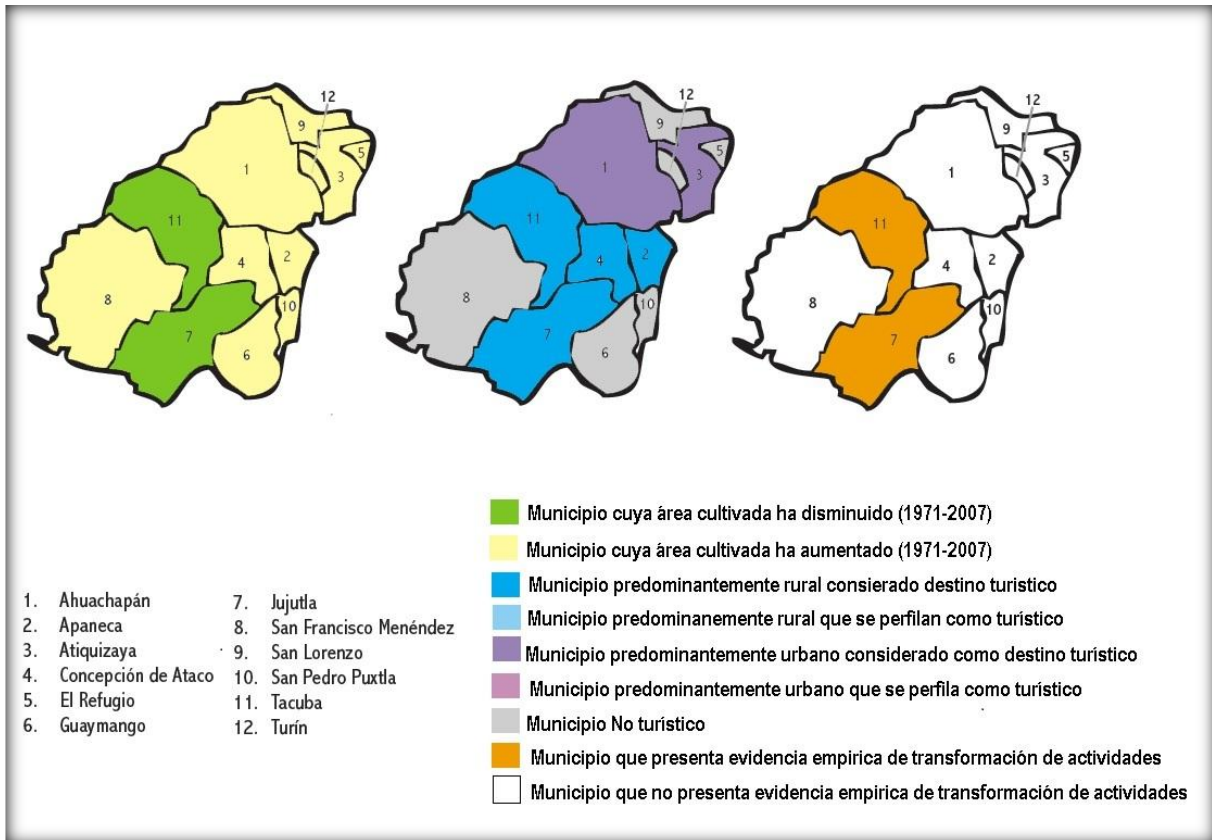 12
9
5
1
3
11
4
2
8
10
7
6
12
9
5
1
3
11
4
2
8
10
7
6
12
9
5
1
3
11
4
2
8
10
7
6
1. Ahuachapán
2. Apaneca
3. Atiquizaya
4. Concepción de Ataco
5. El Refugio
6. Guaymango
7. Jujutla
8. San Francisco Menéndez
9. San Lorenzo
10. San Pedro Puxtla
11. Tacuba
12. Turín
Municipio cuya área cultivada ha disminuido (1971-2007)
Municipio cuya área cultivada ha aumentado (1971-2007)
Municipio predominantemente rural consierado destino turistico
Municipio predominanemente rural que se perfilan como turístico
Municipio predominantemente urbano considerado como destino turístico
Municipio predominantemente urbano que se perfila como turístico
Municipio No turístico
Municipio que presenta evidencia empirica de transformación de actividades
Municipio que no presenta evidencia empirica de transformación de actividades